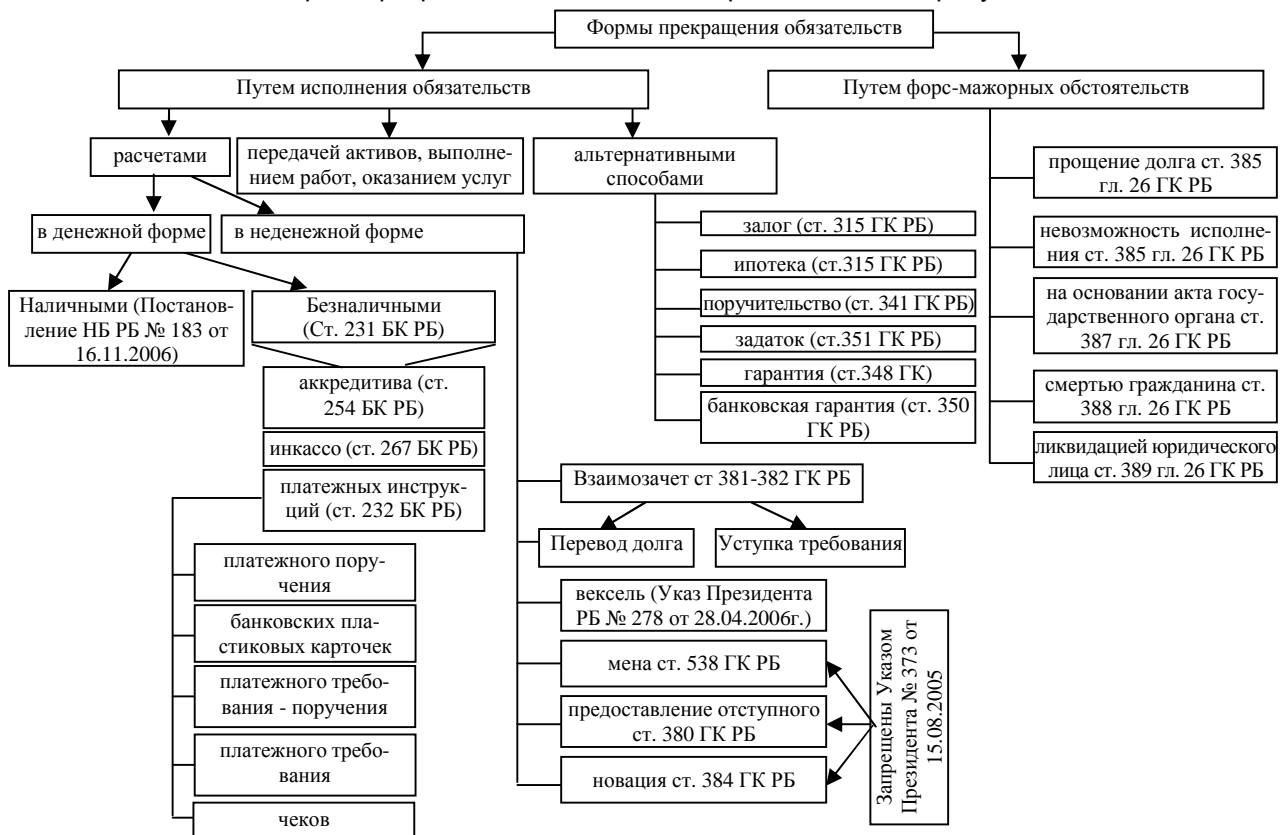 Формы прекращения обязательств
Путем исполнения обязательств
Путем форс-мажорных обстоятельств
расчетами
передачей активов, выполне-
нием работ, оказанием услуг
альтернативными
способами
в денежной форме
в неденежной форме
Наличными (Постанов-
ление НБ РБ № 183 от
16.11.2006)
Безналичными
(Ст. 231 БК РБ)
аккредитива (ст.
254 БК РБ)
инкассо (ст. 267 БК РБ)
платежных инструк-
ций (ст. 232 БК РБ)
платежного пору-
чения
банковских пла-
стиковых карточек
платежного требо-
вания - поручения
платежного требо-
вания
чеков
залог (ст. 315 ГК РБ)
ипотека (ст.315 ГК РБ)
поручительство (ст. 341 ГК РБ)
задаток (ст.351 ГК РБ)
гарантия (ст.348 ГК)
банковская гарантия (ст. 350
ГК РБ)
Взаимозачет ст 381-382 ГК РБ
Перевод долга
Уступка требования
вексель (Указ Президента
РБ № 278 от 28.04.2006г.)
мена ст. 538 ГК РБ
предоставление отступного
ст. 380 ГК РБ
новация ст. 384 ГК РБ
Запрещены Указом
Президента № 373 от
15.08.2005
прощение долга ст. 385
гл. 26 ГК РБ
невозможность исполне-
ния ст. 385 гл. 26 ГК РБ
на основании акта госу-
дарственного органа ст.
387 гл. 26 ГК РБ
смертью гражданина ст.
388 гл. 26 ГК РБ
ликвидацией юридического
лица ст. 389 гл. 26 ГК РБ